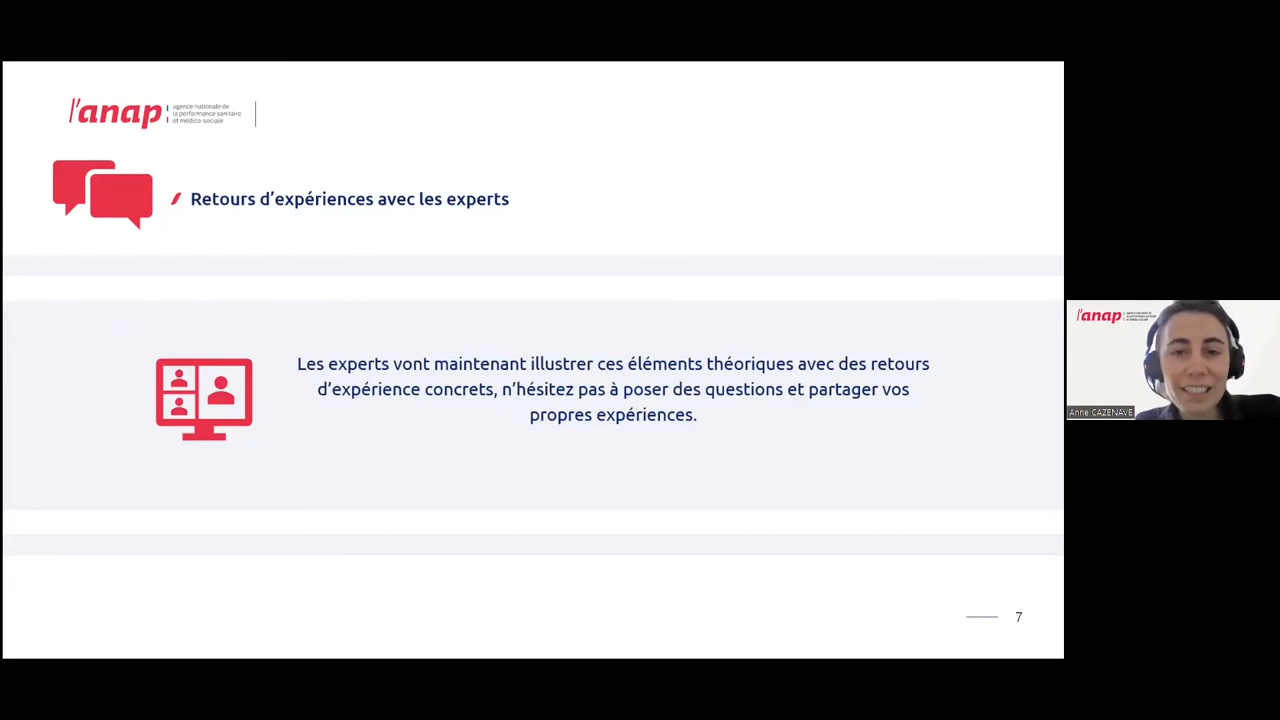 l'anap
agence nationale de
la performance sanitaire
et médico-sociale
Retours d’expériences avec les experts
Les experts vont maintenant illustrer ces éléments théoriques avec des retours
d’expérience concrets, n’hésitez pas à poser des questions et partager vos
propres expériences.
7
l'anap
Anne CAZENAVE